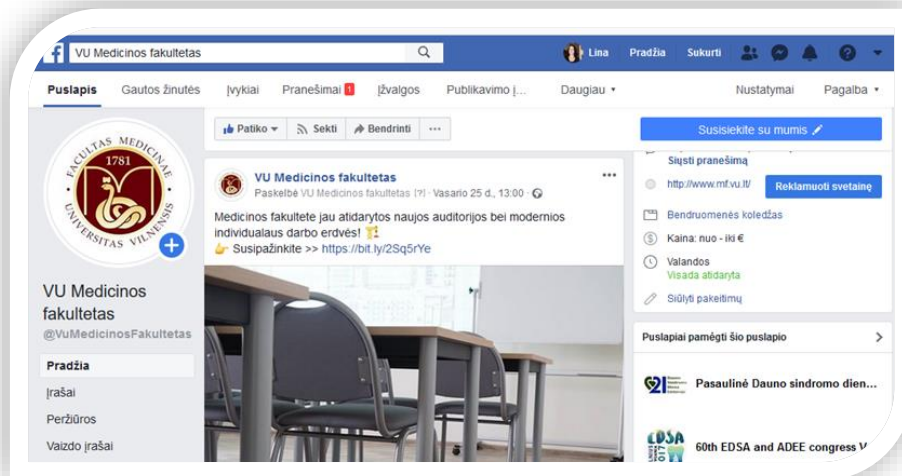 VU Medicinos fakultetas
Lina Pradžia Sukurti
Puslapis Gautos žinutės Įvykiai Pranešimai 1 Įžvalgos Publikavimo į... Daugiau Nustatymai Pagalba
Patiko Sekti Bendrinti ...
Susisiekite su mumis
FACULTAS MEDICINAE
1781
UNIVERSITAS VILNENSIS
VU Medicinos
fakultetas
@VuMedicinosFakultetas
Pradžia
Įrašai
Peržiūros
Vaizdo įrašai
VU Medicinos fakultetas
Paskelbė VU Medicinos fakultetas [?] · Vasario 25 d., 13:00 ·
Medicinos fakultete jau atidarytos naujos auditorijos bei modernios
individualaus darbo erdvės!
Susipažinkite >> https://bit.ly/2Sq5rYe
Siųsti pranešimą
http://www.mf.vu.lt/ Reklamuoti svetainę
Bendruomenės koledžas
Kaina: nuo - iki €
Valandos
Visada atidaryta
Siūlyti pakeitimų
Puslapiai pamėgti šio puslapio
Pasaulinė Dauno sindromo dien...
EDSA
60th EDSA and ADEE congress V